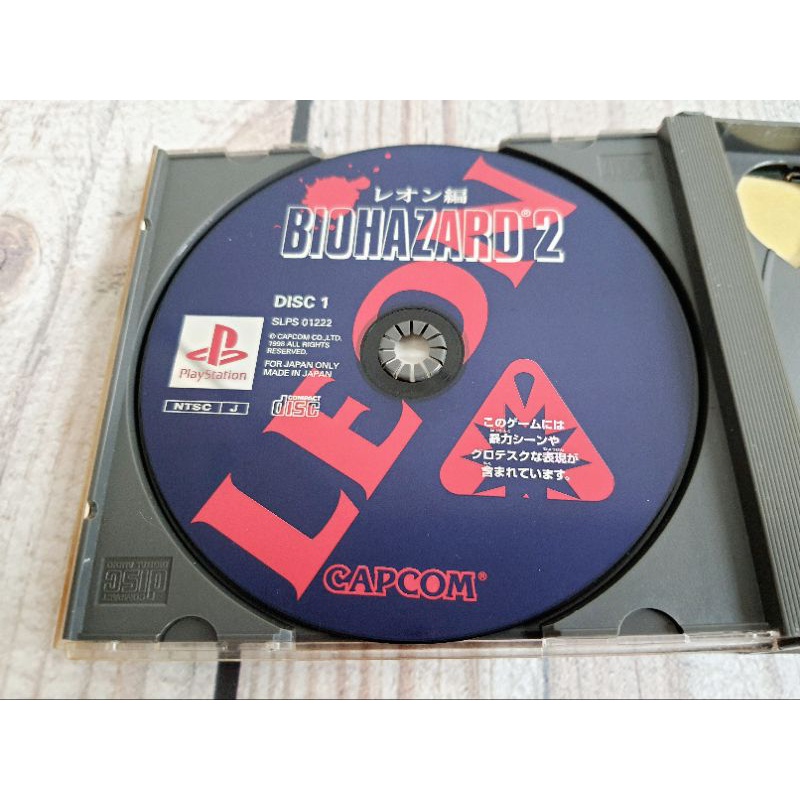 レオン編
BIOHAZARD® 2
LEON
DISC 1
SLPS 01222
© CAPCOM CO.,LTD.
1998 ALL RIGHTS
RESERVED.
FOR JAPAN ONLY
MADE IN JAPAN
PlayStation
NTSC J
COMPACT
disc
このゲームには
暴力シーンや
グロテスクな表現が
含まれています。
CAPCOM®